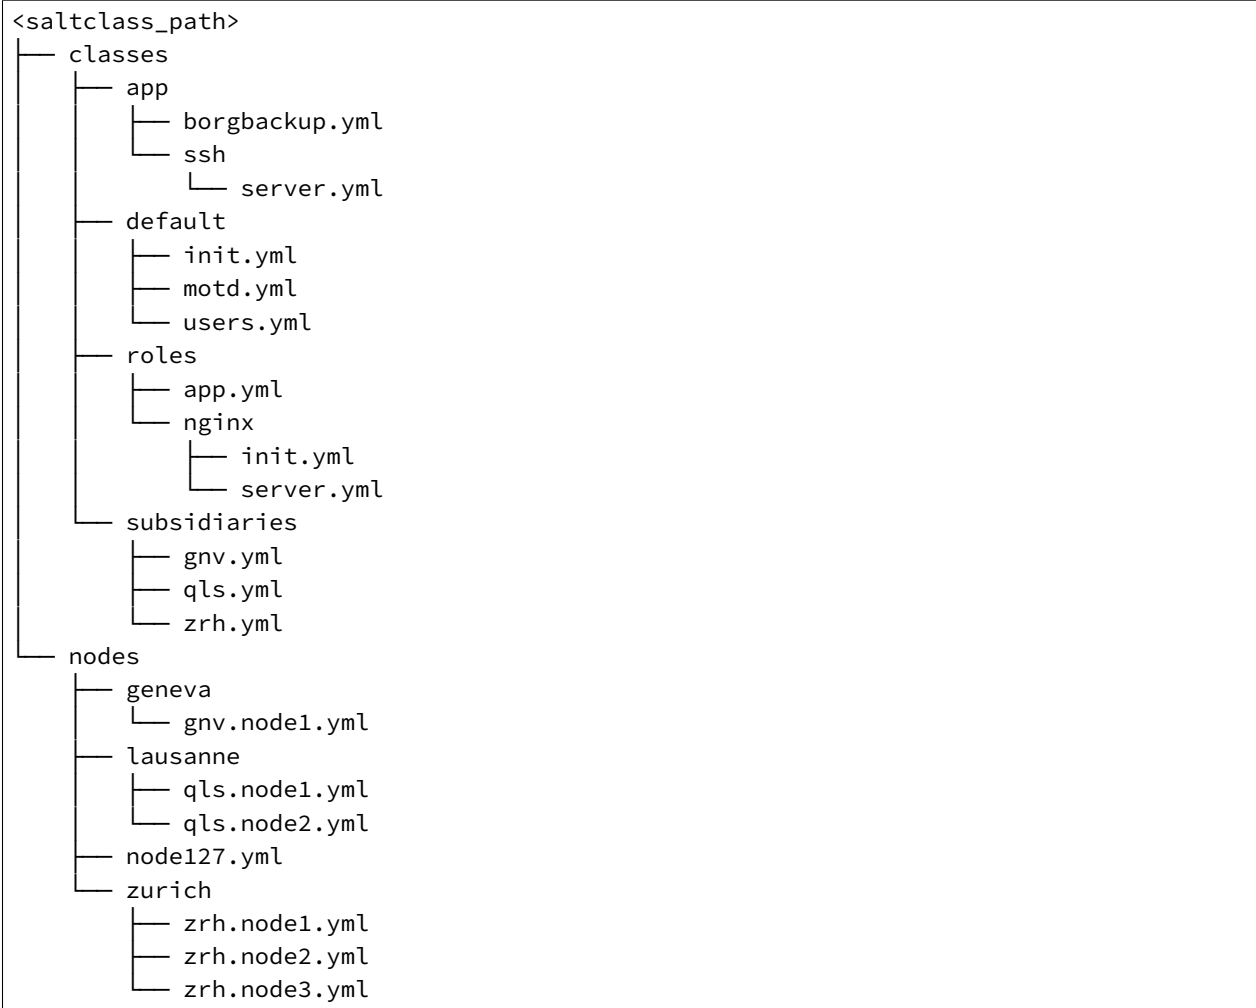 <saltclass_path>
├── classes
│   ├── app
│   │   ├── borgbackup.yml
│   │   └── ssh
│   │       └── server.yml
│   ├── default
│   │   ├── init.yml
│   │   ├── motd.yml
│   │   └── users.yml
│   ├── roles
│   │   ├── app.yml
│   │   └── nginx
│   │       ├── init.yml
│   │       └── server.yml
│   └── subsidiaries
│       ├── gnv.yml
│       ├── qls.yml
│       └── zrh.yml
└── nodes
    ├── geneva
    │   └── gnv.node1.yml
    ├── lausanne
    │   ├── qls.node1.yml
    │   └── qls.node2.yml
    ├── node127.yml
    └── zurich
        ├── zrh.node1.yml
        ├── zrh.node2.yml
        └── zrh.node3.yml